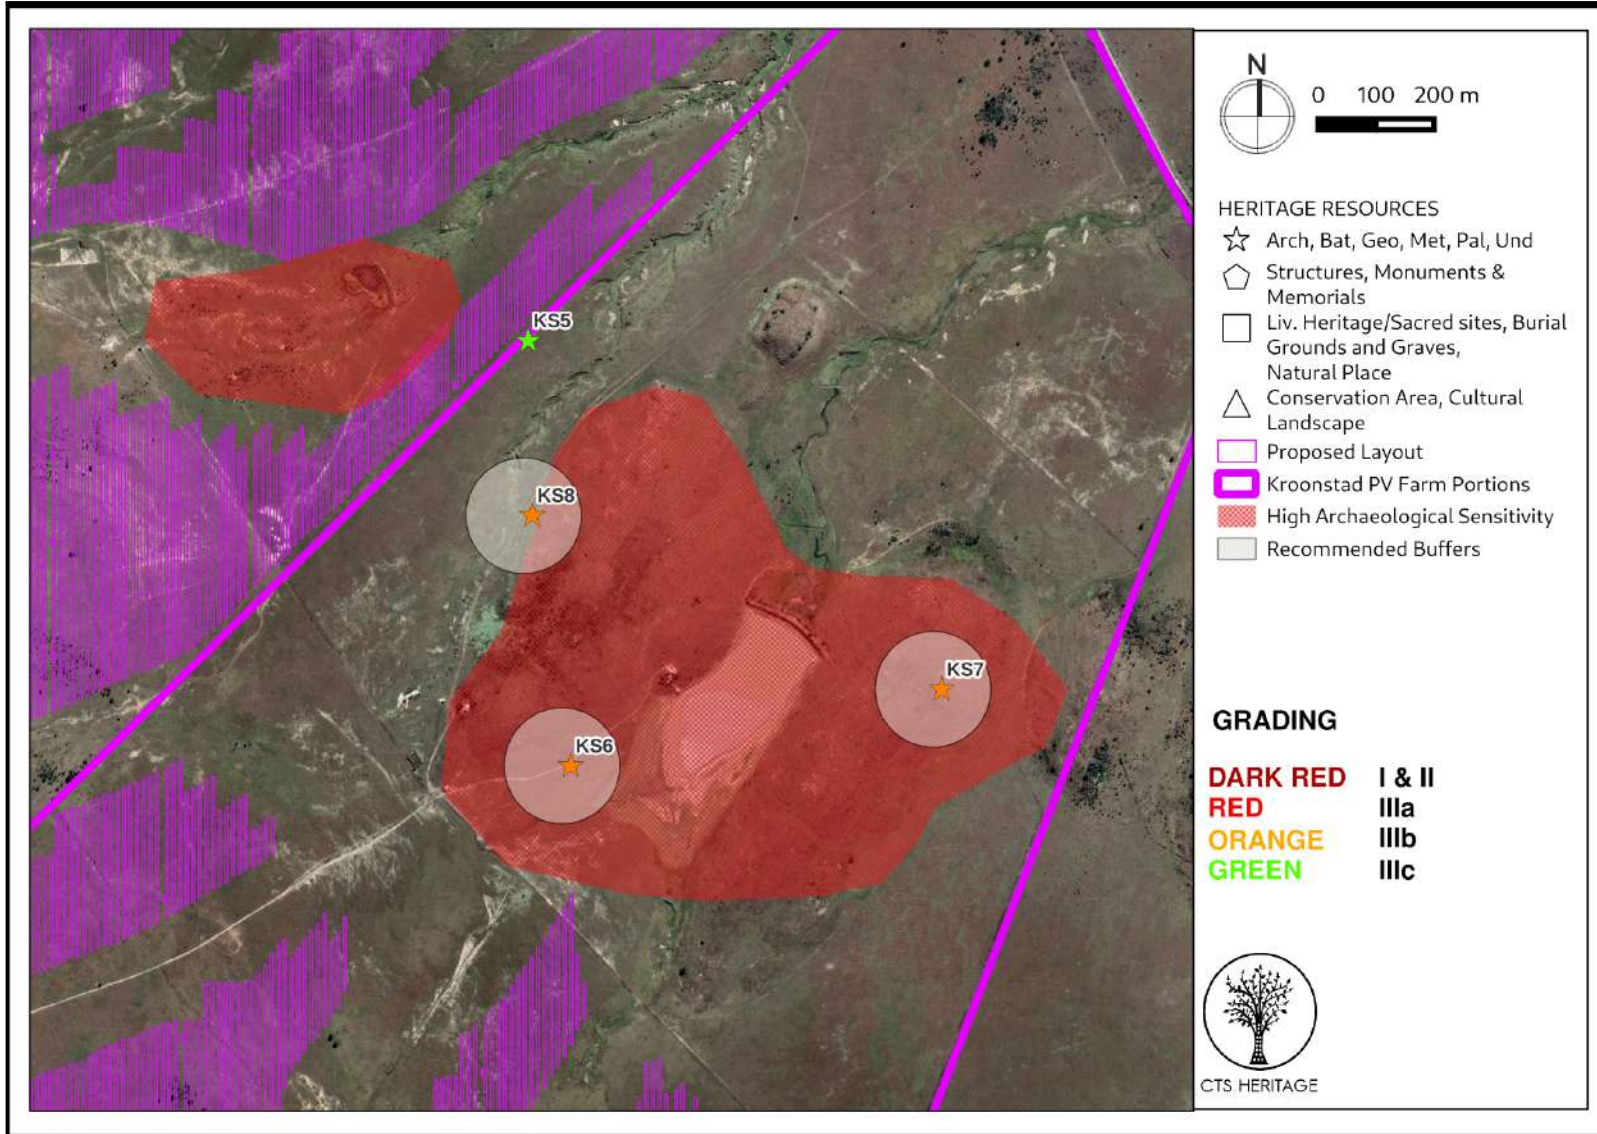 N
0 100 200 m
HERITAGE RESOURCES
Arch, Bat, Geo, Met, Pal, Und
Structures, Monuments &
Memorials
Liv. Heritage/Sacred sites, Burial
Grounds and Graves,
Natural Place
Conservation Area, Cultural
Landscape
Proposed Layout
Kroonstad PV Farm Portions
High Archaeological Sensitivity
Recommended Buffers
GRADING
DARK RED I & II
RED IIIa
ORANGE IIIb
GREEN IIIc
CTS HERITAGE
KS5
KS8
KS7
KS6